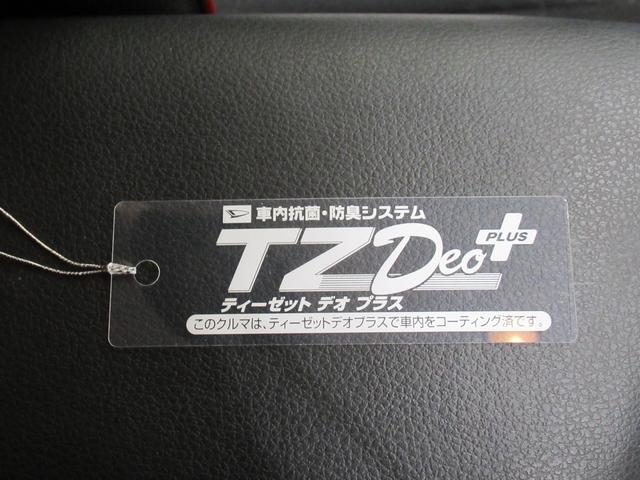 車内抗菌・防臭システム
TZ Deo PLUS
ティーゼット デオ プラス
このクルマは、ティーゼットデオプラスで車内をコーティング済です。